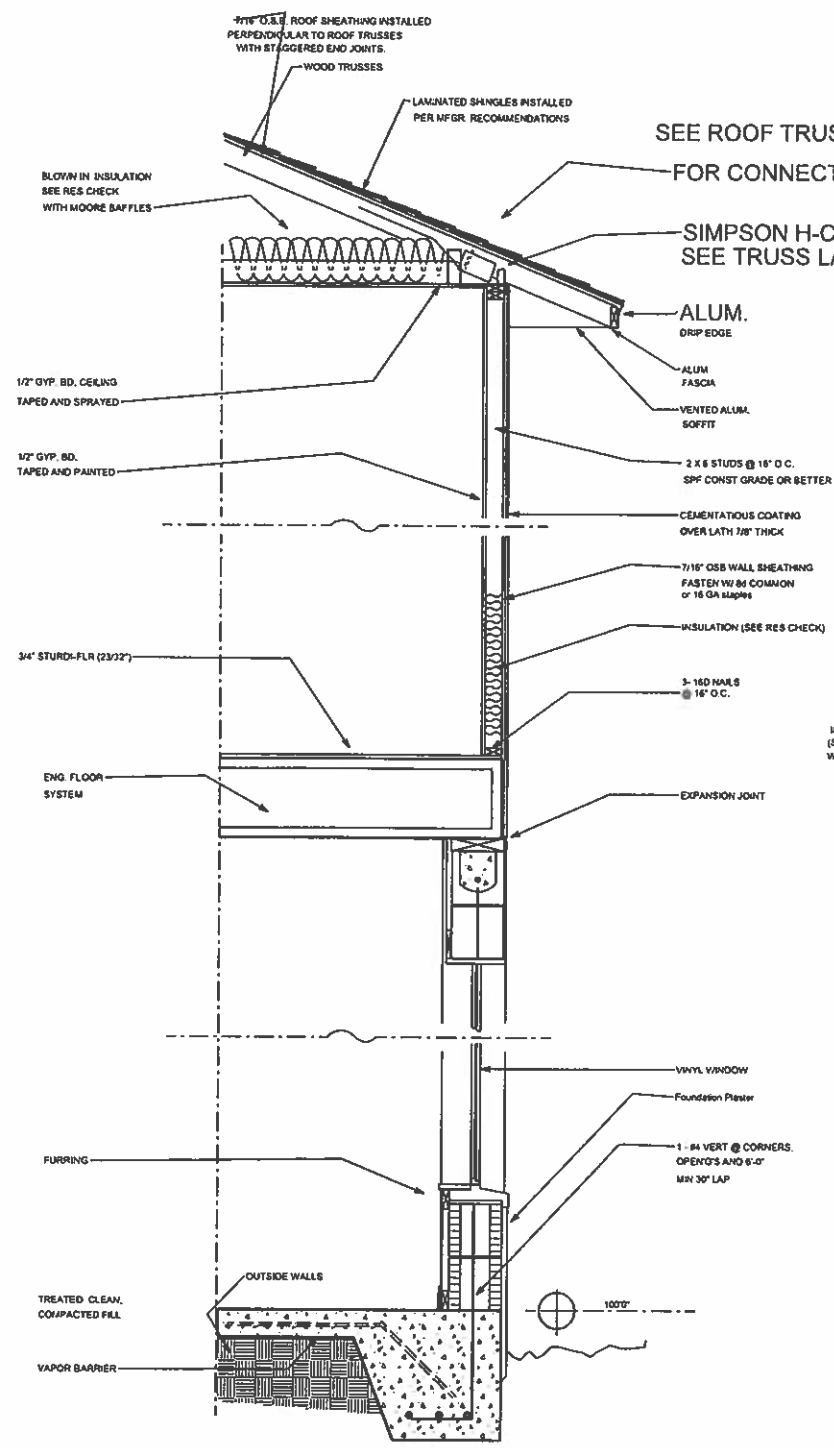 7/16" O.S.B. ROOF SHEATHING INSTALLED
PERPENDICULAR TO ROOF TRUSSES
WITH STAGGERED END JOINTS.
WOOD TRUSSES
LAMINATED SHINGLES INSTALLED
PER MFGR. RECOMMENDATIONS
SEE ROOF TRUS
FOR CONNECT
BLOWN IN INSULATION
SEE RES CHECK
WITH MOORE BAFFLES
SIMPSON H-C
SEE TRUSS LA
ALUM.
DRIP EDGE
ALUM
FASCIA
VENTED ALUM.
SOFFIT
1/2" GYP. BD. CEILING
TAPED AND SPRAYED
1/2" GYP. BD.
TAPED AND PAINTED
2 X 6 STUDS @ 16" O.C.
SPF CONST GRADE OR BETTER
CEMENTATIOUS COATING
OVER LATH 7/8" THICK
7/16" OSB WALL SHEATHING
FASTEN W/ 8d COMMON
or 16 GA staples
INSULATION (SEE RES CHECK)
3/4" STURDI-FLR (23/32")
3- 16D NAILS
@ 16" O.C.
(S
W
ENG. FLOOR
SYSTEM
EXPANSION JOINT
VINYL WINDOW
Foundation Plaster
1 - #4 VERT @ CORNERS.
OPEN'G'S AND 6'-0"
MIN 30" LAP
FURRING
OUTSIDE WALLS
TREATED CLEAN,
COMPACTED FILL
100'0"
VAPOR BARRIER